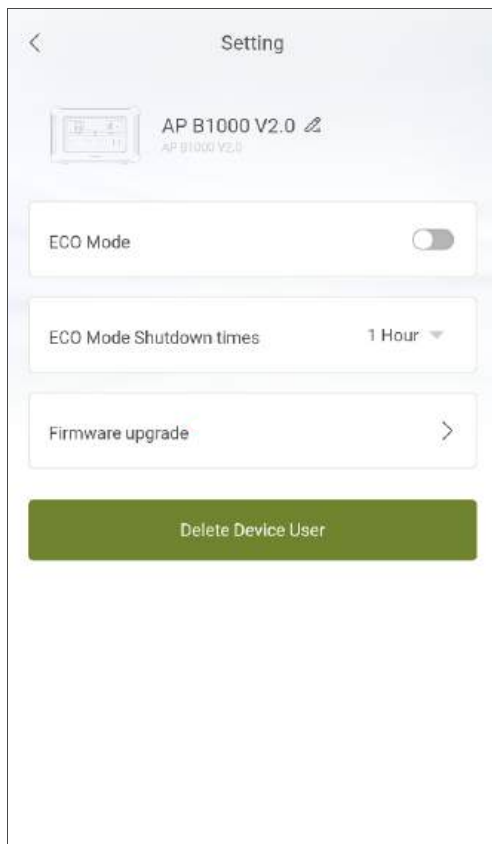 Setting
AP B1000 V2.0
AP B1000 V2.0
ECO Mode
ECO Mode Shutdown times
1 Hour
Firmware upgrade
Delete Device User